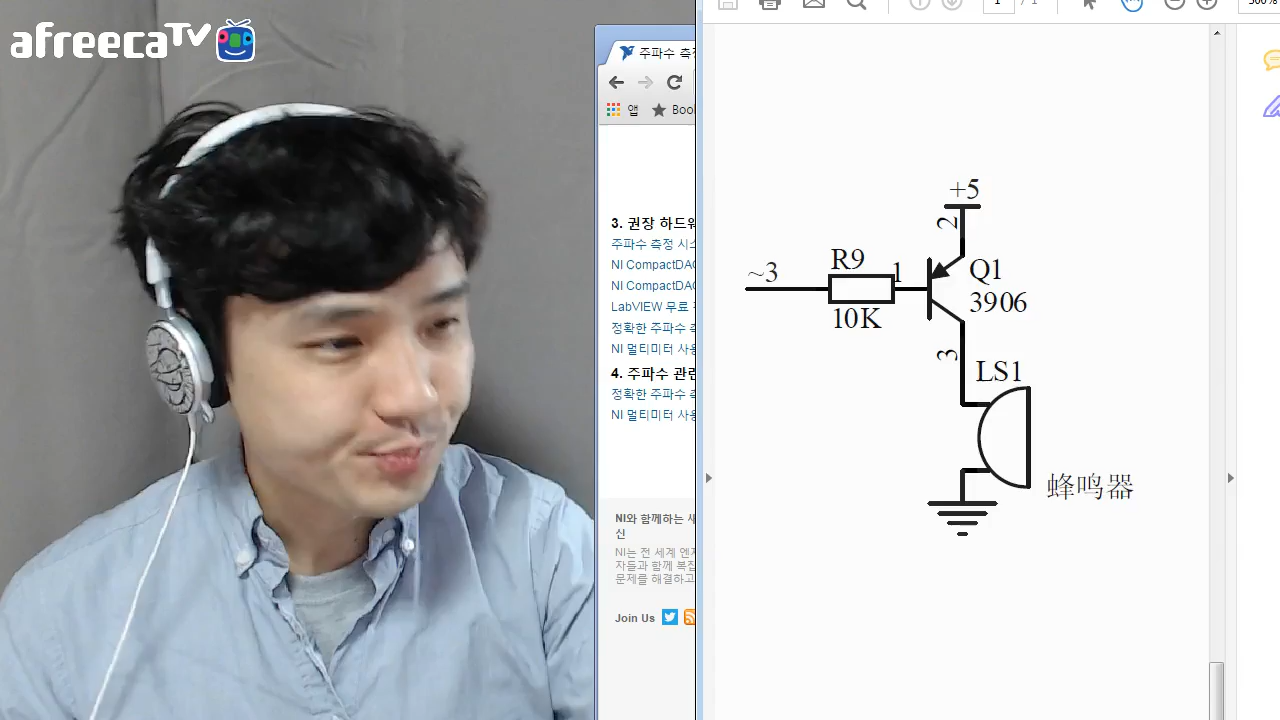 afreecaTV
주파수 측정
앱
Book
1 / 1
3. 권장 하드웨
주파수 측정 시스
NI CompactDAQ
NI CompactDAQ
LabVIEW 무료
정확한 주파수 측
NI 멀티미터 사용
4. 주파수 관련
정확한 주파수 측
NI 멀티미터 사용
NI와 함께하는 새
신
NI는 전 세계 엔지
자들과 함께 복잡
문제를 해결하고
Join Us
+5
2
~3
R9
1
10K
Q1
3906
3
LS1
蜂鸣器